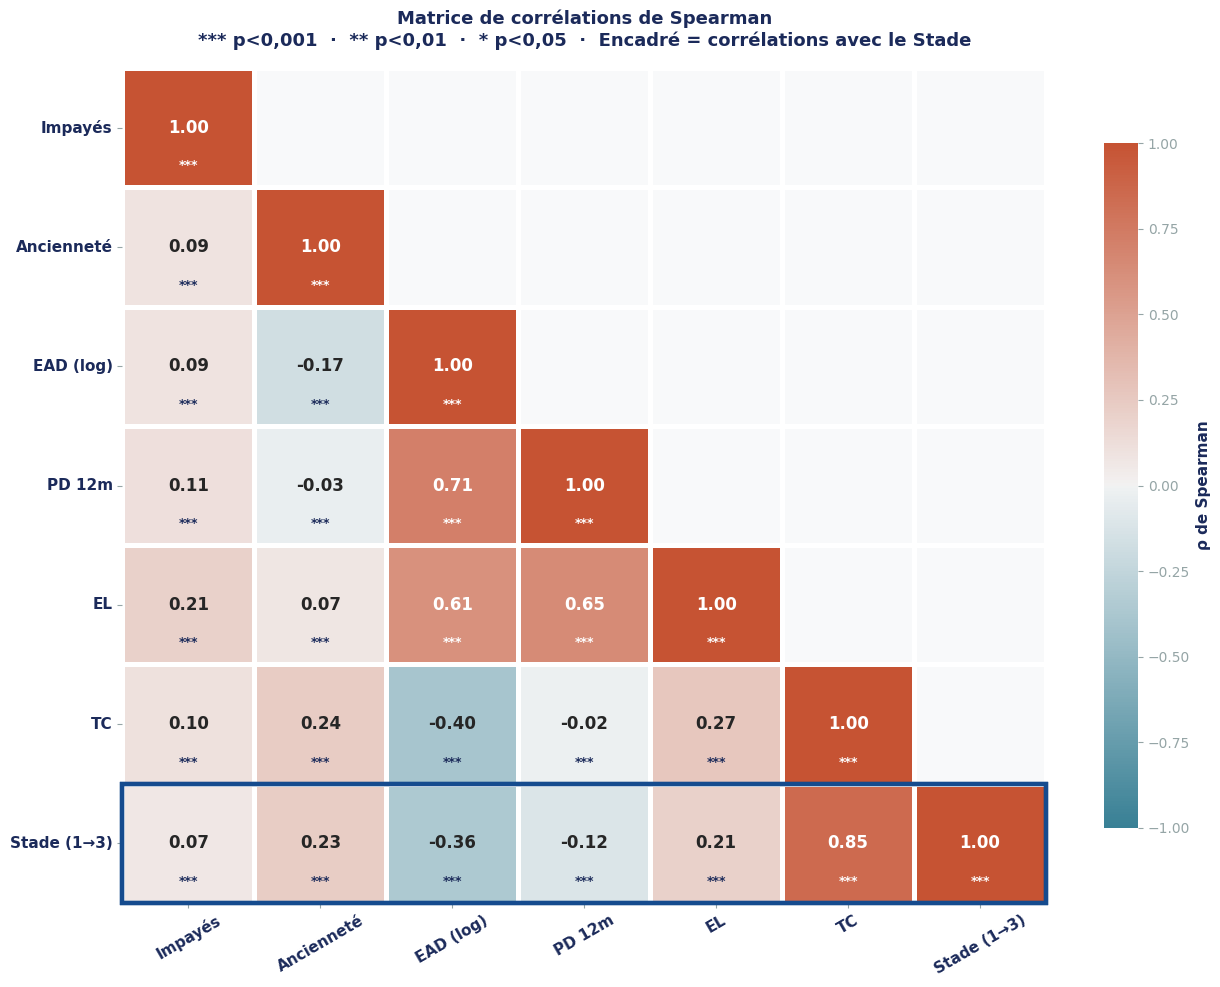 Matrice de corrélations de Spearman
*** p<0,001 · ** p<0,01 · * p<0,05 · Encadré = corrélations avec le Stade
Impayés
1.00
***
Ancienneté
0.09 1.00
*** ***
EAD (log)
0.09 -0.17 1.00
*** *** ***
PD 12m
0.11 -0.03 0.71 1.00
*** *** *** ***
EL
0.21 0.07 0.61 0.65 1.00
*** *** *** *** ***
TC
0.10 0.24 -0.40 -0.02 0.27 1.00
*** *** *** *** *** ***
Stade (1→3)
0.07 0.23 -0.36 -0.12 0.21 0.85 1.00
*** *** *** *** *** *** ***
Impayés
Ancienneté
EAD (log)
PD 12m
EL
TC
Stade (1→3)
1.00
0.75
0.50
0.25
0.00
−0.25
−0.50
−0.75
−1.00
ρ de Spearman